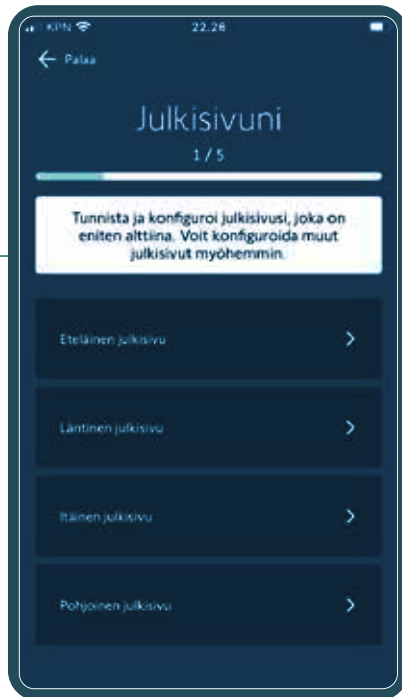 KPN 22.26
← Palaa
Julkisivuni
1 / 5
Tunnista ja konfiguroi julkisivusi, joka on
eniten alttiina. Voit konfiguroida muut
julkisivut myöhemmin.
Eteläinen julkisivu
Läntinen julkisivu
Itäinen julkisivu
Pohjoinen julkisivu